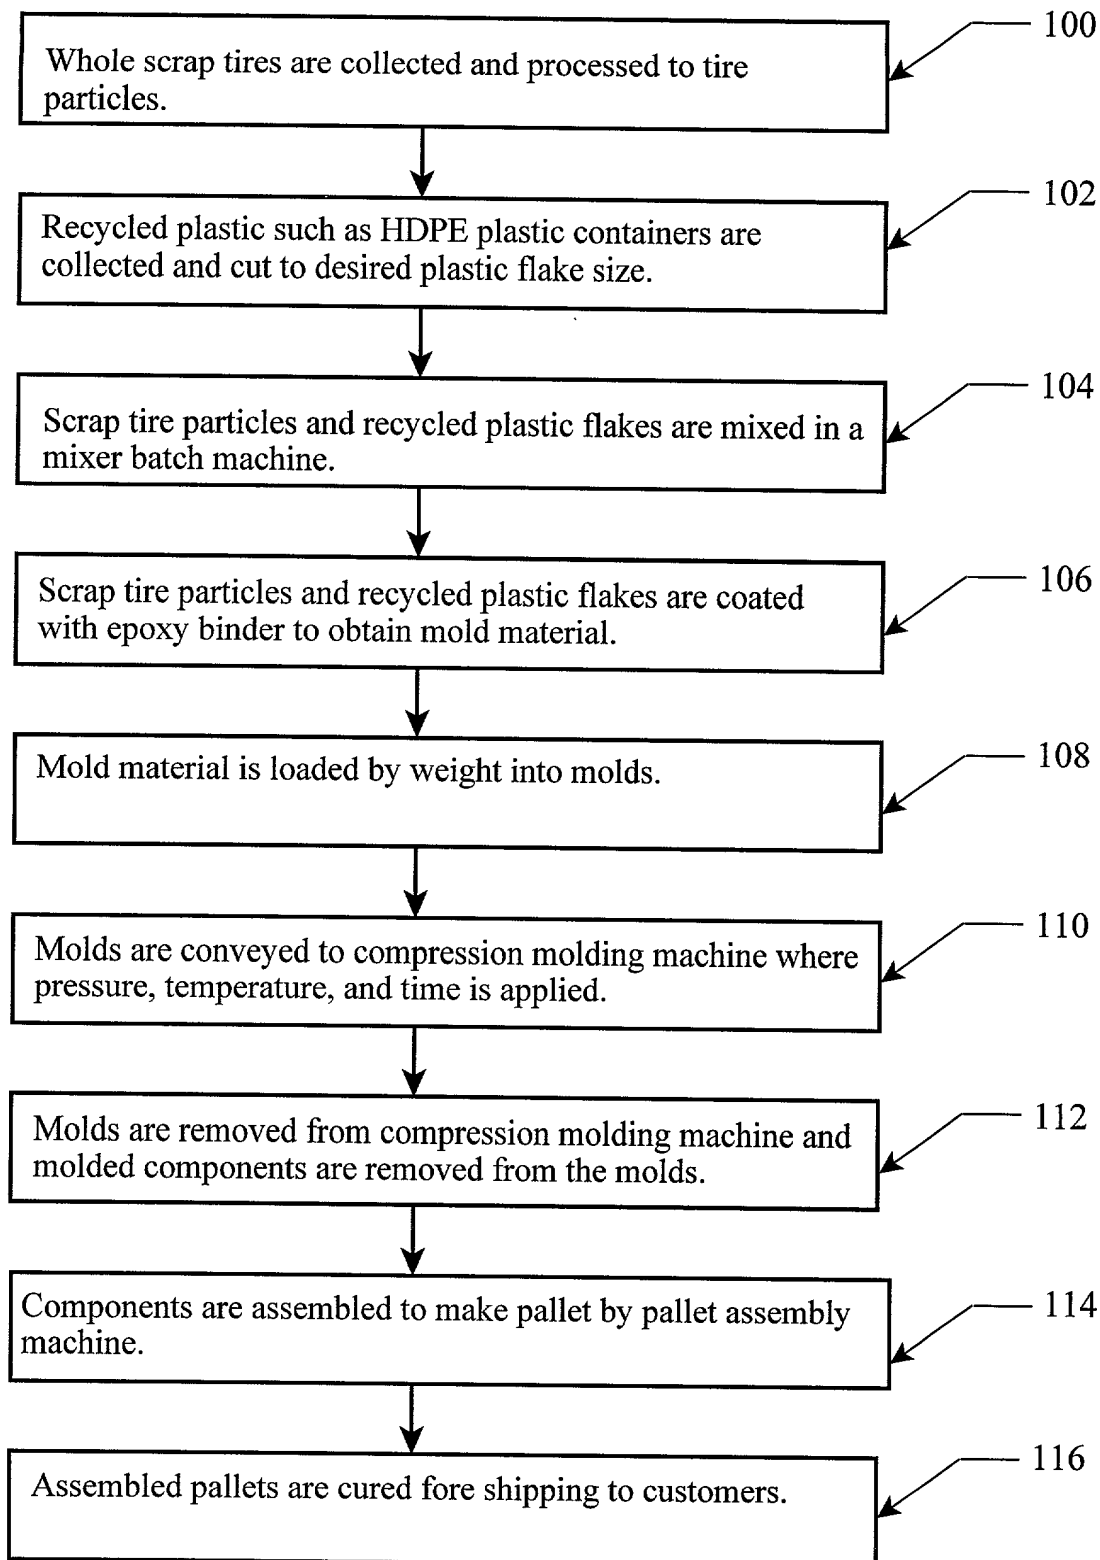 100
Whole scrap tires are collected and processed to tire
particles.
102
Recycled plastic such as HDPE plastic containers are
collected and cut to desired plastic flake size.
104
Scrap tire particles and recycled plastic flakes are mixed in a
mixer batch machine.
106
Scrap tire particles and recycled plastic flakes are coated
with epoxy binder to obtain mold material.
108
Mold material is loaded by weight into molds.
110
Molds are conveyed to compression molding machine where
pressure, temperature, and time is applied.
112
Molds are removed from compression molding machine and
molded components are removed from the molds.
114
Components are assembled to make pallet by pallet assembly
machine.
116
Assembled pallets are cured fore shipping to customers.